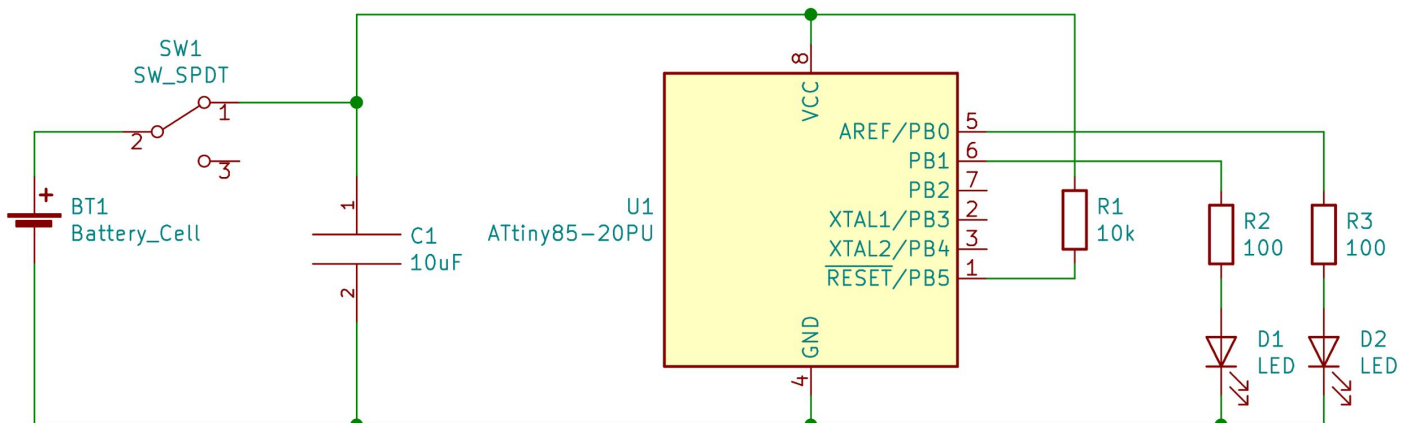 SW1
SW_SPDT
1
2
3
+
BT1
Battery_Cell
1
C1
10uF
2
U1
ATtiny85-20PU
8
VCC
AREF/PB0
5
PB1
6
PB2
7
XTAL1/PB3
2
XTAL2/PB4
3
RESET/PB5
1
GND
4
R1
10k
R2
100
R3
100
D1
LED
D2
LED